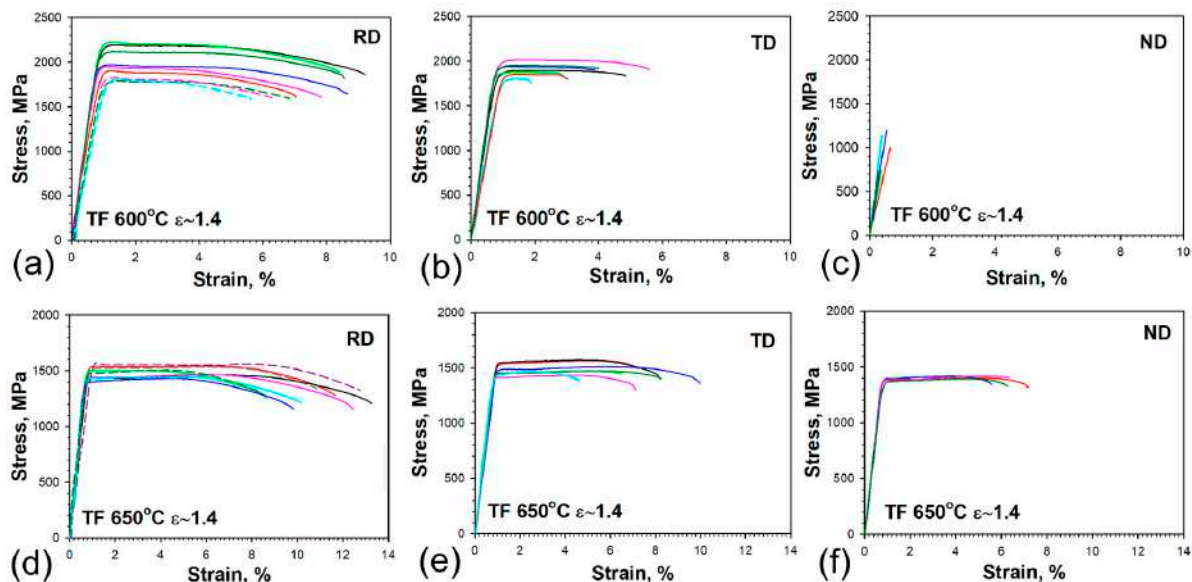 2500
2000
1500
1000
500
0
Stress, MPa
RD
TF 600°C ε~1.4
0 2 4 6 8 10
Strain, %
(a)
2500
2000
1500
1000
500
0
Stress, MPa
TD
TF 600°C ε~1.4
0 2 4 6 8 10
Strain, %
(b)
2500
2000
1500
1000
500
0
Stress, MPa
ND
TF 600°C ε~1.4
0 2 4 6 8 10
Strain, %
(c)
2000
1500
1000
500
0
Stress, MPa
RD
TF 650°C ε~1.4
0 2 4 6 8 10 12 14
Strain, %
(d)
2000
1500
1000
500
0
Stress, MPa
TD
TF 650°C ε~1.4
0 2 4 6 8 10 12 14
Strain, %
(e)
2000
1500
1000
500
0
Stress, MPa
ND
TF 650°C ε~1.4
0 2 4 6 8 10 12 14
Strain, %
(f)